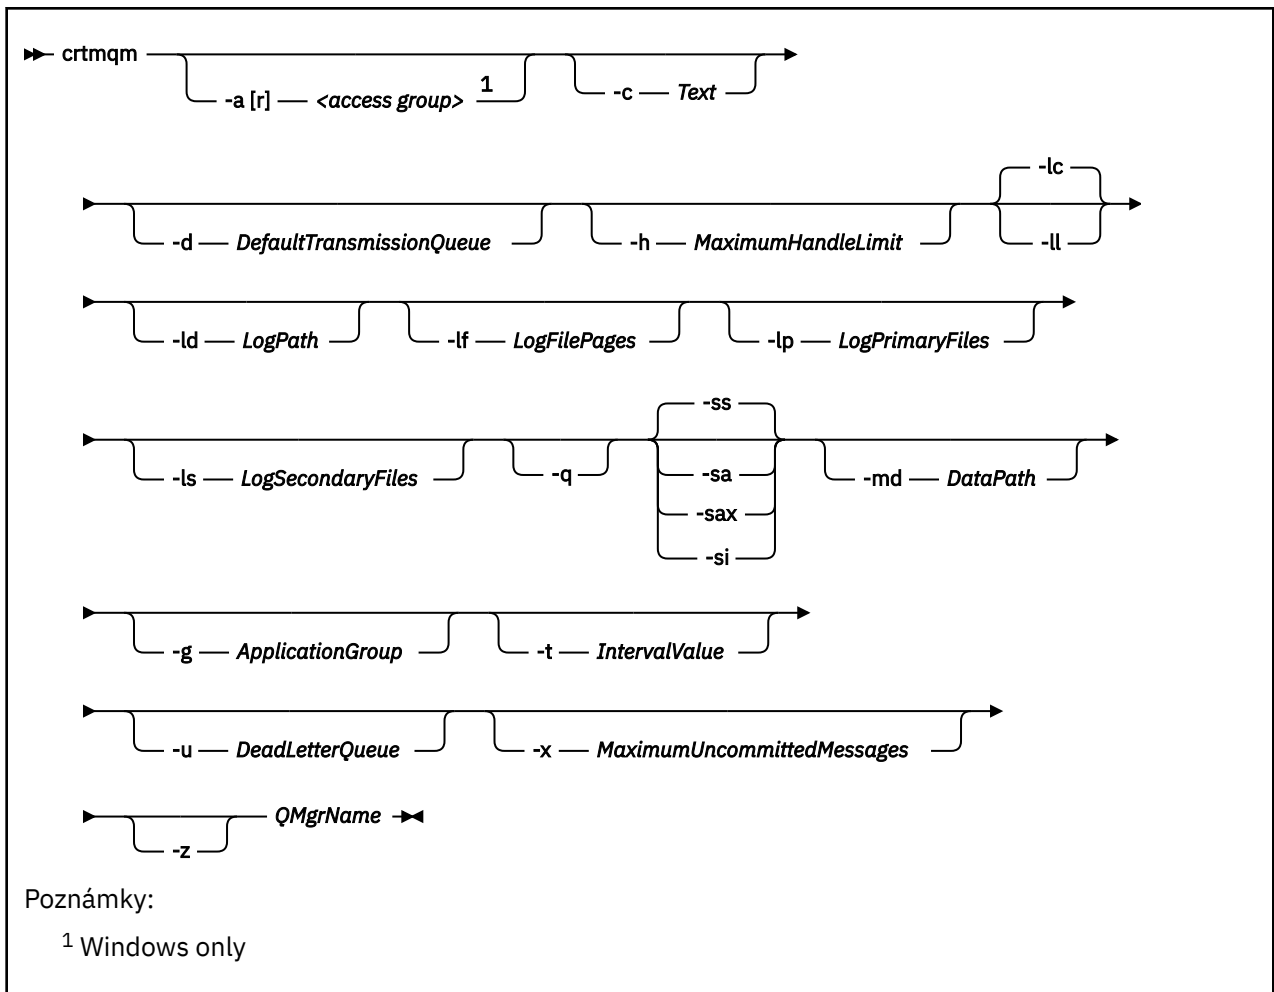 crtmqm
-a [r] <access group> 1 -c Text
-lc
-d DefaultTransmissionQueue -h MaximumHandleLimit -ll
-ld LogPath -lf LogFilePages -lp LogPrimaryFiles
-ss
-ls LogSecondaryFiles -q -sa -md DataPath
-sax
-si
-g ApplicationGroup -t IntervalValue
-u DeadLetterQueue -x MaximumUncommittedMessages
QMgrName
-z
Poznámky:
1 Windows only